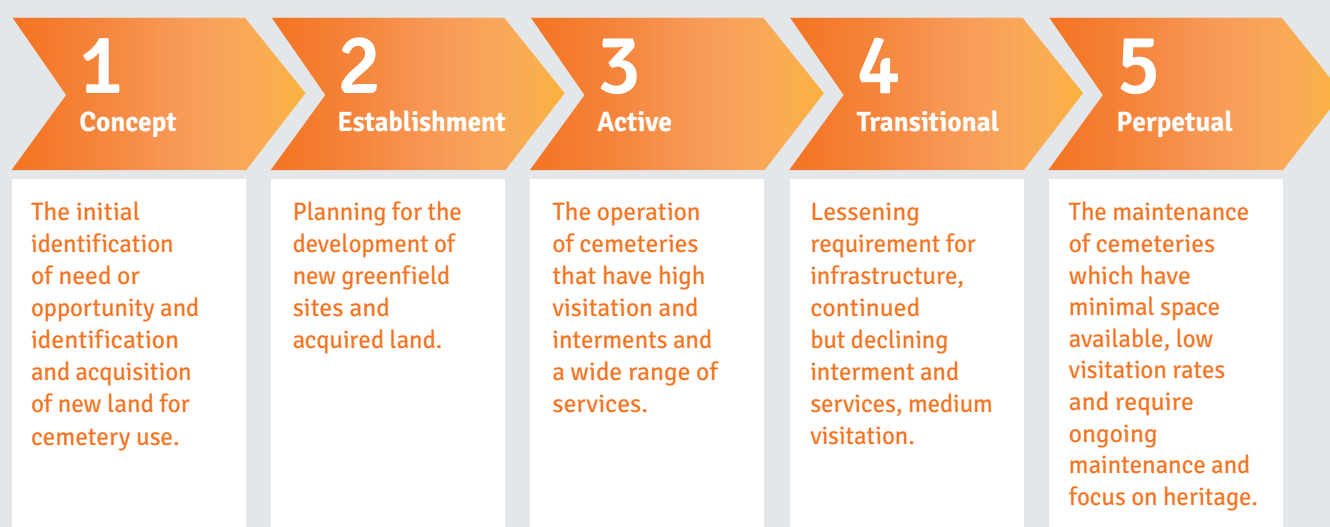 1
Concept
The initial
identification
of need or
opportunity and
identification
and acquisition
of new land for
cemetery use.
2
Establishment
Planning for the
development of
new greenfield
sites and
acquired land.
3
Active
The operation
of cemeteries
that have high
visitation and
interments and
a wide range of
services.
4
Transitional
Lessening
requirement for
infrastructure,
continued
but declining
interment and
services, medium
visitation.
5
Perpetual
The maintenance
of cemeteries
which have
minimal space
available, low
visitation rates
and require
ongoing
maintenance and
focus on heritage.